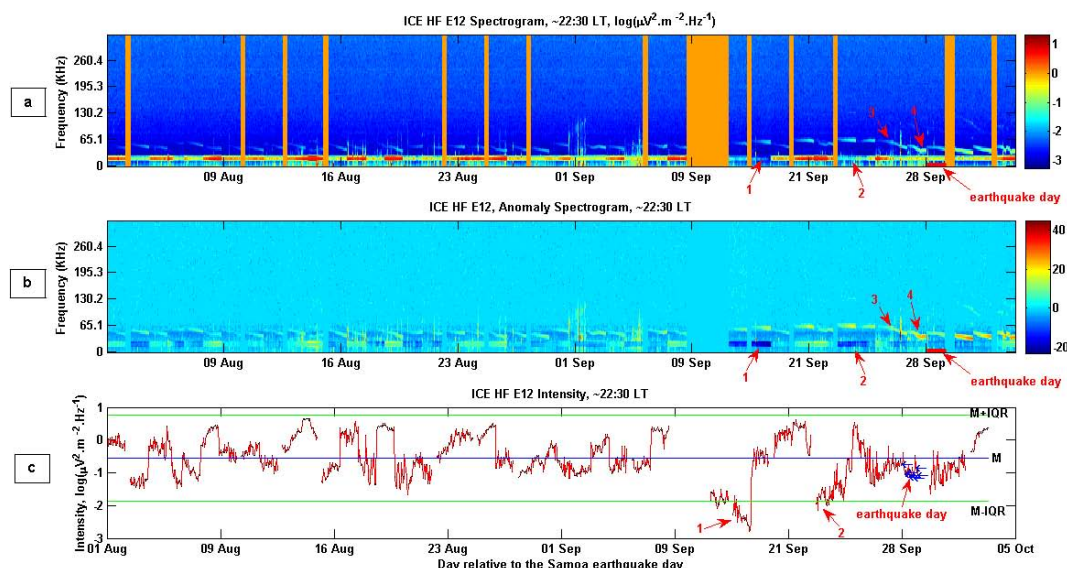 ICE HF E12 Spectrogram, ~22:30 LT, log(µV².m⁻².Hz⁻¹)
a
Frequency (KHz)
260.4
195.3
130.2
65.1
0
3
4
1
2
earthquake day
09 Aug
16 Aug
23 Aug
01 Sep
09 Sep
21 Sep
28 Sep
1
0
-1
-2
-3
ICE HF E12, Anomaly Spectrogram, ~22:30 LT
b
Frequency (KHz)
260.4
195.3
130.2
65.1
0
3
4
1
2
earthquake day
09 Aug
16 Aug
23 Aug
01 Sep
09 Sep
21 Sep
28 Sep
40
20
0
-20
ICE HF E12 Intensity, ~22:30 LT
c
Intensity, log(µV².m⁻².Hz⁻¹)
1
0
-1
-2
-3
M+IQR
M
M-IQR
1
2
earthquake day
01 Aug
09 Aug
16 Aug
23 Aug
01 Sep
09 Sep
21 Sep
28 Sep
05 Oct
Day relative to the Samoa earthquake day